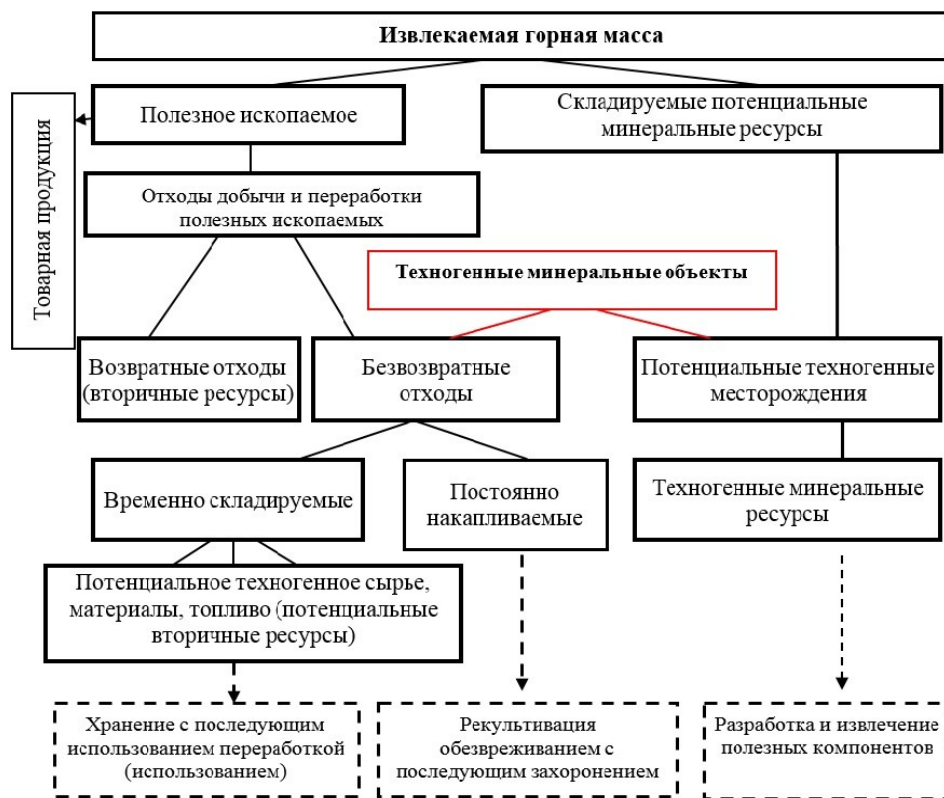 Извлекаемая горная масса
Товарная продукция
Полезное ископаемое
Складируемые потенциальные
минеральные ресурсы
Отходы добычи и переработки
полезных ископаемых
Техногенные минеральные объекты
Возвратные отходы
(вторичные ресурсы)
Безвозвратные
отходы
Потенциальные техногенные
месторождения
Временно складируемые
Постоянно
накапливаемые
Техногенные минеральные
ресурсы
Потенциальное техногенное сырье,
материалы, топливо (потенциальные
вторичные ресурсы)
Хранение с последующим
использованием переработкой
(использованием)
Рекультивация
обезвреживанием с
последующим захоронением
Разработка и извлечение
полезных компонентов